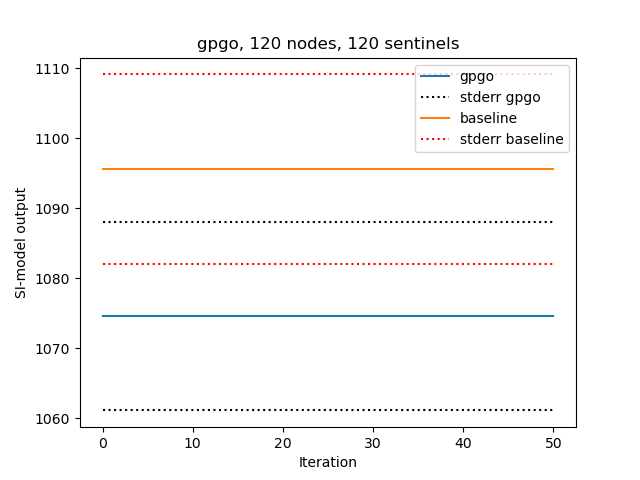 gpgo, 120 nodes, 120 sentinels
1110
1100
1090
1080
1070
1060
SI-model output
gpgo
stderr gpgo
baseline
stderr baseline
0 10 20 30 40 50
Iteration